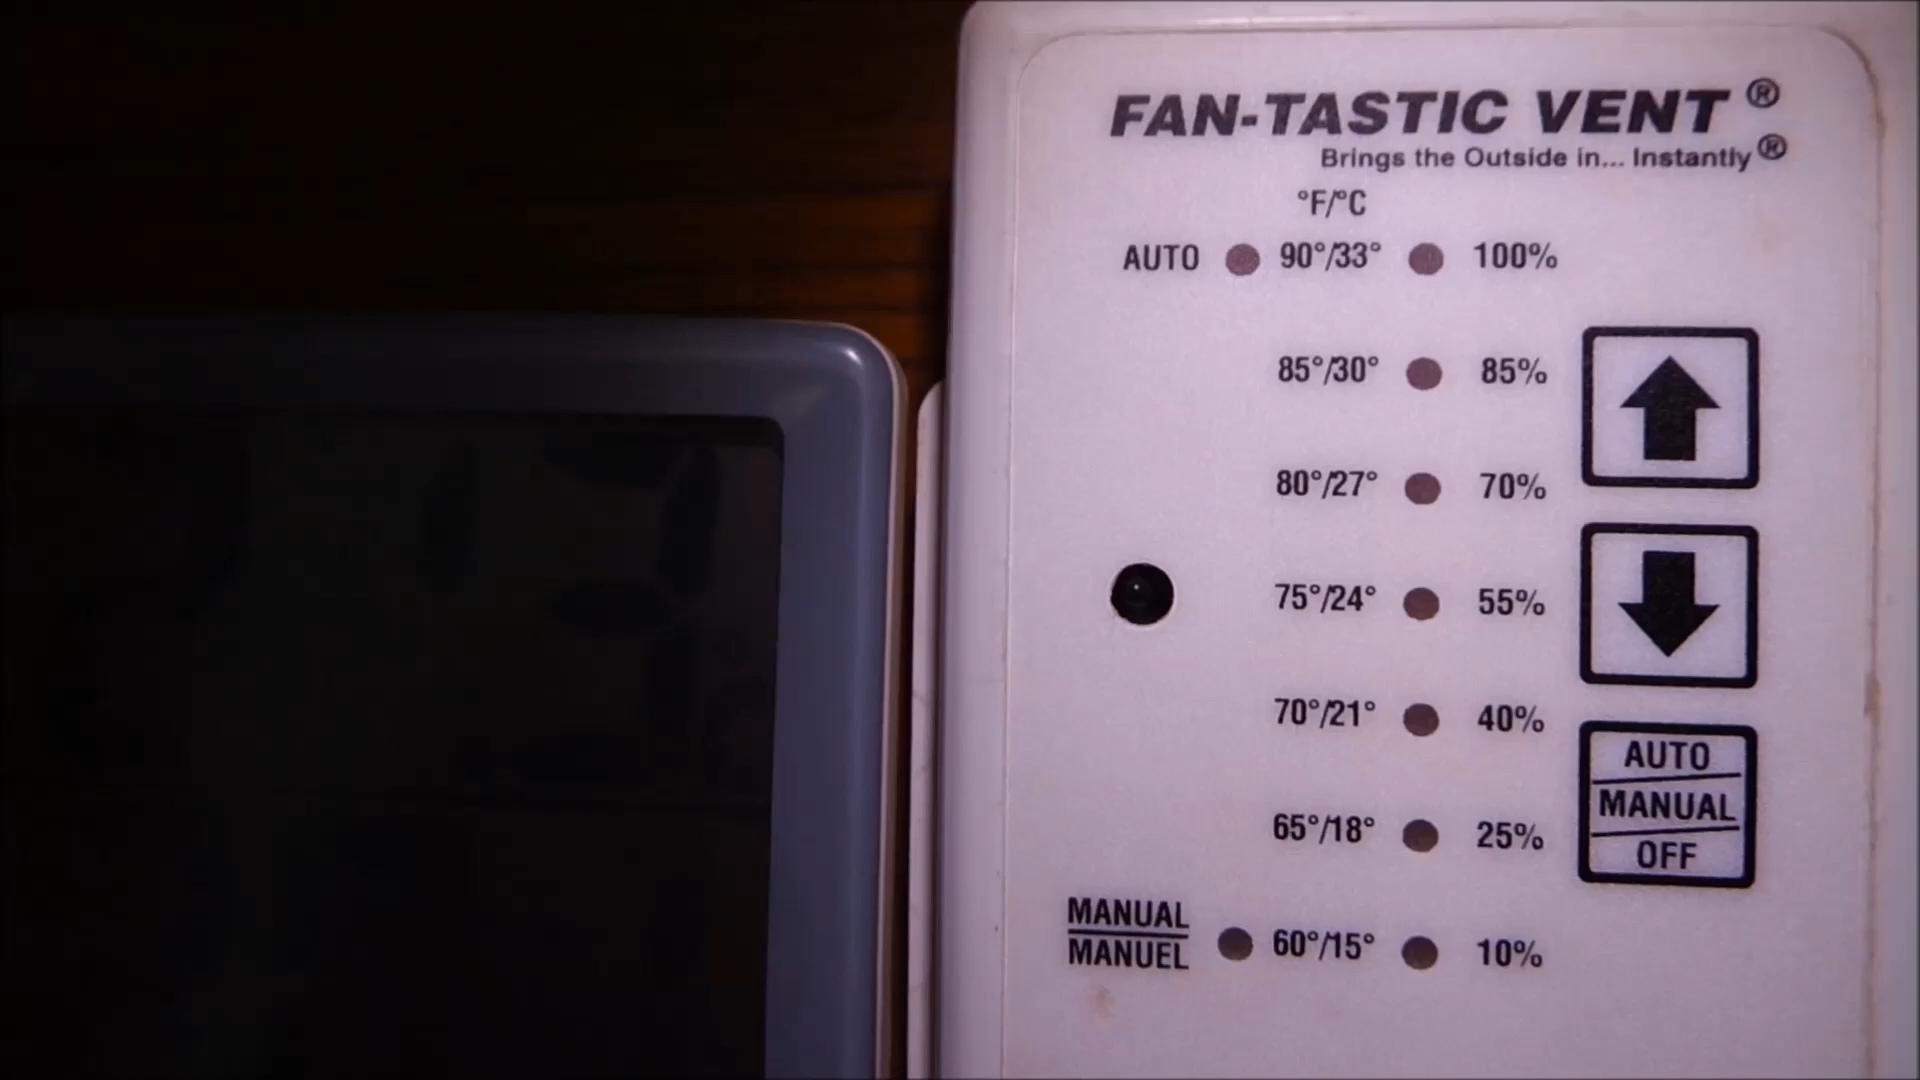 FAN-TASTIC VENT®
Brings the Outside in... Instantly®
°F/°C
AUTO 90°/33° 100%
85°/30° 85%
80°/27° 70%
75°/24° 55%
70°/21° 40%
65°/18° 25%
MANUAL
MANUEL 60°/15° 10%
AUTO
MANUAL
OFF